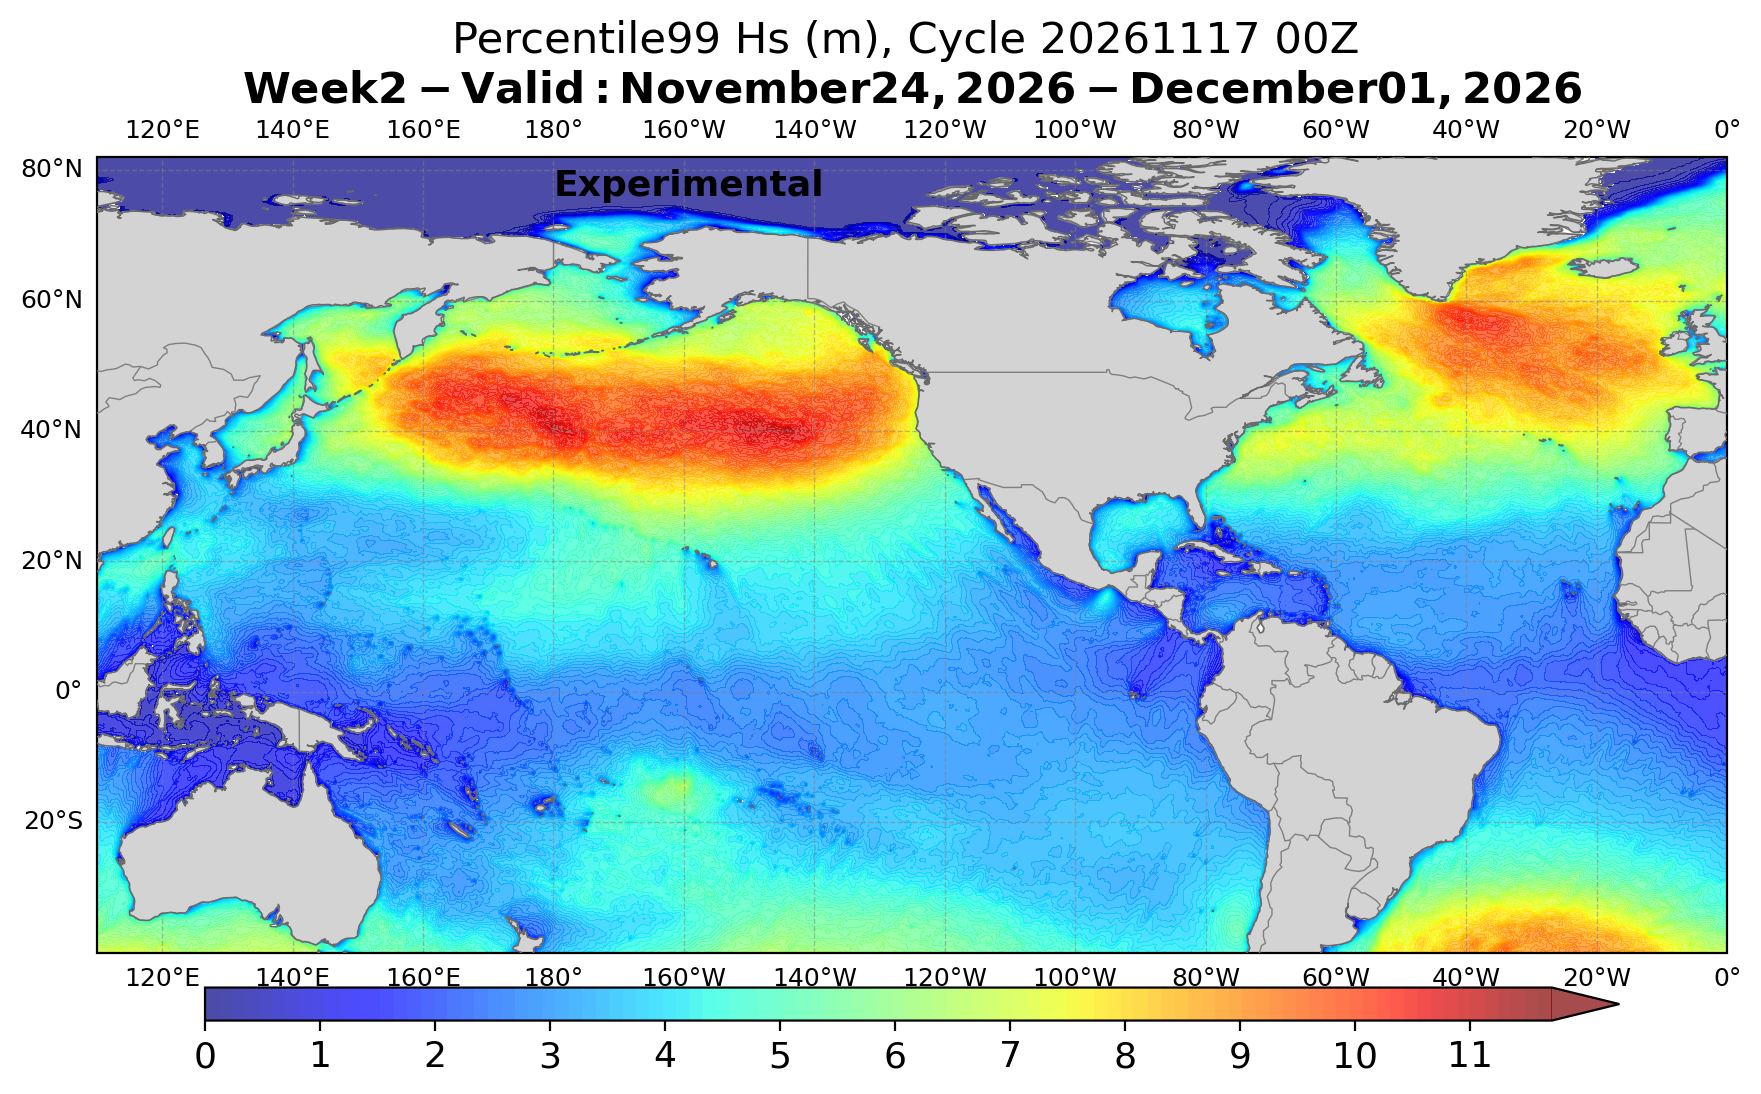 Percentile99 Hs (m), Cycle 20261117 00Z
Week2 – Valid : November24, 2026 – December01, 2026
120°E 140°E 160°E 180° 160°W 140°W 120°W 100°W 80°W 60°W 40°W 20°W 0°
80°N
Experimental
60°N
40°N
20°N
0°
20°S
120°E 140°E 160°E 180° 160°W 140°W 120°W 100°W 80°W 60°W 40°W 20°W 0°
0 1 2 3 4 5 6 7 8 9 10 11